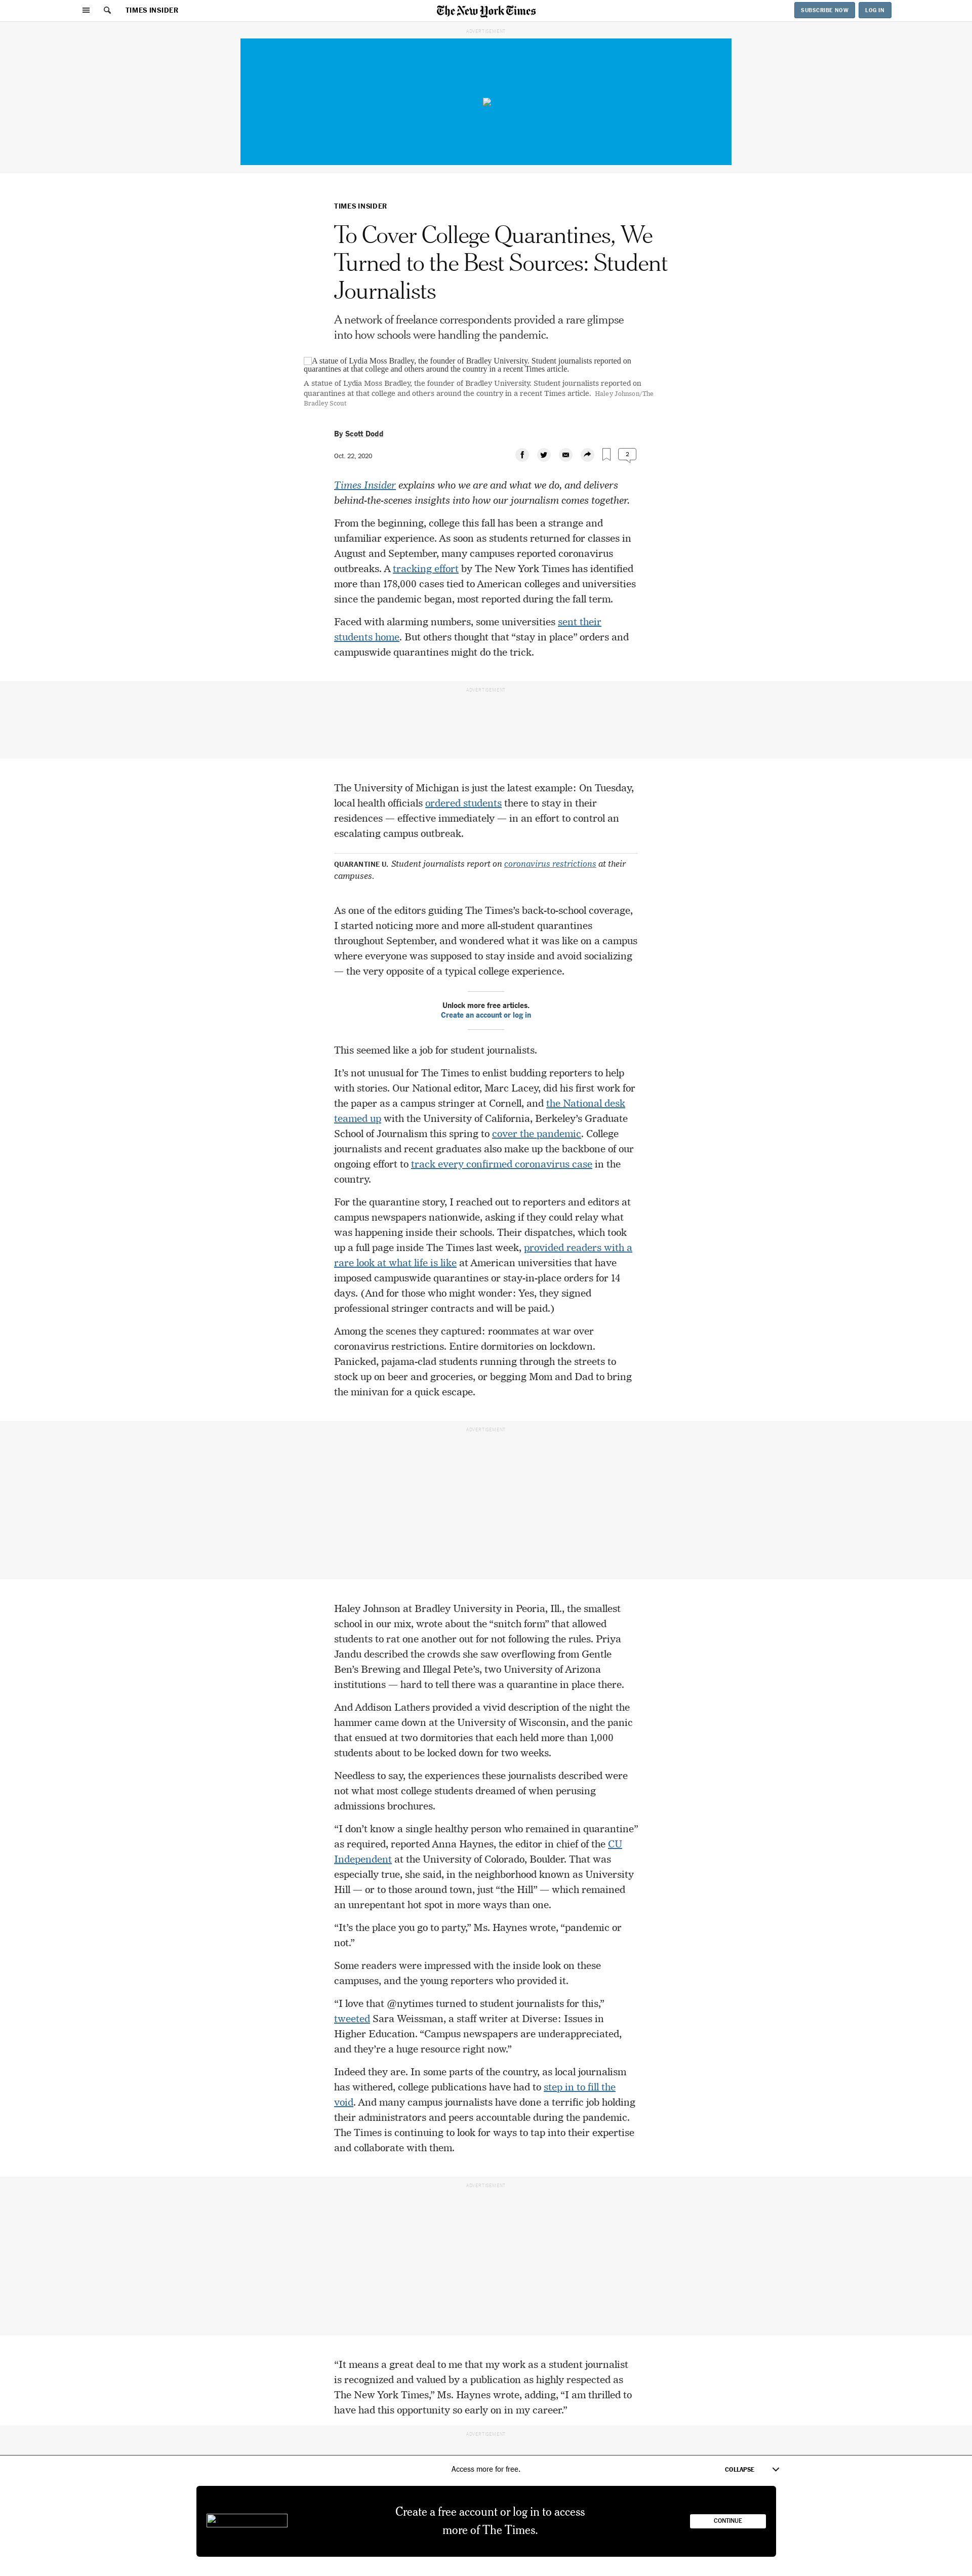 TIMES INSIDER
The New York Times
SUBSCRIBE NOW
LOG IN
ADVERTISEMENT
TIMES INSIDER
To Cover College Quarantines, We
Turned to the Best Sources: Student
Journalists
A network of freelance correspondents provided a rare glimpse
into how schools were handling the pandemic.
A statue of Lydia Moss Bradley, the founder of Bradley University. Student journalists reported on
quarantines at that college and others around the country in a recent Times article.
A statue of Lydia Moss Bradley, the founder of Bradley University. Student journalists reported on
quarantines at that college and others around the country in a recent Times article. Haley Johnson/The
Bradley Scout
By Scott Dodd
Oct. 22, 2020
2
Times Insider explains who we are and what we do, and delivers
behind-the-scenes insights into how our journalism comes together.
From the beginning, college this fall has been a strange and
unfamiliar experience. As soon as students returned for classes in
August and September, many campuses reported coronavirus
outbreaks. A tracking effort by The New York Times has identified
more than 178,000 cases tied to American colleges and universities
since the pandemic began, most reported during the fall term.
Faced with alarming numbers, some universities sent their
students home. But others thought that “stay in place” orders and
campuswide quarantines might do the trick.
ADVERTISEMENT
The University of Michigan is just the latest example: On Tuesday,
local health officials ordered students there to stay in their
residences — effective immediately — in an effort to control an
escalating campus outbreak.
QUARANTINE U. Student journalists report on coronavirus restrictions at their
campuses.
As one of the editors guiding The Times’s back-to-school coverage,
I started noticing more and more all-student quarantines
throughout September, and wondered what it was like on a campus
where everyone was supposed to stay inside and avoid socializing
— the very opposite of a typical college experience.
Unlock more free articles.
Create an account or log in
This seemed like a job for student journalists.
It’s not unusual for The Times to enlist budding reporters to help
with stories. Our National editor, Marc Lacey, did his first work for
the paper as a campus stringer at Cornell, and the National desk
teamed up with the University of California, Berkeley’s Graduate
School of Journalism this spring to cover the pandemic. College
journalists and recent graduates also make up the backbone of our
ongoing effort to track every confirmed coronavirus case in the
country.
For the quarantine story, I reached out to reporters and editors at
campus newspapers nationwide, asking if they could relay what
was happening inside their schools. Their dispatches, which took
up a full page inside The Times last week, provided readers with a
rare look at what life is like at American universities that have
imposed campuswide quarantines or stay-in-place orders for 14
days. (And for those who might wonder: Yes, they signed
professional stringer contracts and will be paid.)
Among the scenes they captured: roommates at war over
coronavirus restrictions. Entire dormitories on lockdown.
Panicked, pajama-clad students running through the streets to
stock up on beer and groceries, or begging Mom and Dad to bring
the minivan for a quick escape.
ADVERTISEMENT
Haley Johnson at Bradley University in Peoria, Ill., the smallest
school in our mix, wrote about the “snitch form” that allowed
students to rat one another out for not following the rules. Priya
Jandu described the crowds she saw overflowing from Gentle
Ben’s Brewing and Illegal Pete’s, two University of Arizona
institutions — hard to tell there was a quarantine in place there.
And Addison Lathers provided a vivid description of the night the
hammer came down at the University of Wisconsin, and the panic
that ensued at two dormitories that each held more than 1,000
students about to be locked down for two weeks.
Needless to say, the experiences these journalists described were
not what most college students dreamed of when perusing
admissions brochures.
“I don’t know a single healthy person who remained in quarantine”
as required, reported Anna Haynes, the editor in chief of the CU
Independent at the University of Colorado, Boulder. That was
especially true, she said, in the neighborhood known as University
Hill — or to those around town, just “the Hill” — which remained
an unrepentant hot spot in more ways than one.
“It’s the place you go to party,” Ms. Haynes wrote, “pandemic or
not.”
Some readers were impressed with the inside look on these
campuses, and the young reporters who provided it.
“I love that @nytimes turned to student journalists for this,”
tweeted Sara Weissman, a staff writer at Diverse: Issues in
Higher Education. “Campus newspapers are underappreciated,
and they’re a huge resource right now.”
Indeed they are. In some parts of the country, as local journalism
has withered, college publications have had to step in to fill the
void. And many campus journalists have done a terrific job holding
their administrators and peers accountable during the pandemic.
The Times is continuing to look for ways to tap into their expertise
and collaborate with them.
ADVERTISEMENT
“It means a great deal to me that my work as a student journalist
is recognized and valued by a publication as highly respected as
The New York Times,” Ms. Haynes wrote, adding, “I am thrilled to
have had this opportunity so early on in my career.”
ADVERTISEMENT
Access more for free.
COLLAPSE
Create a free account or log in to access
more of The Times.
CONTINUE